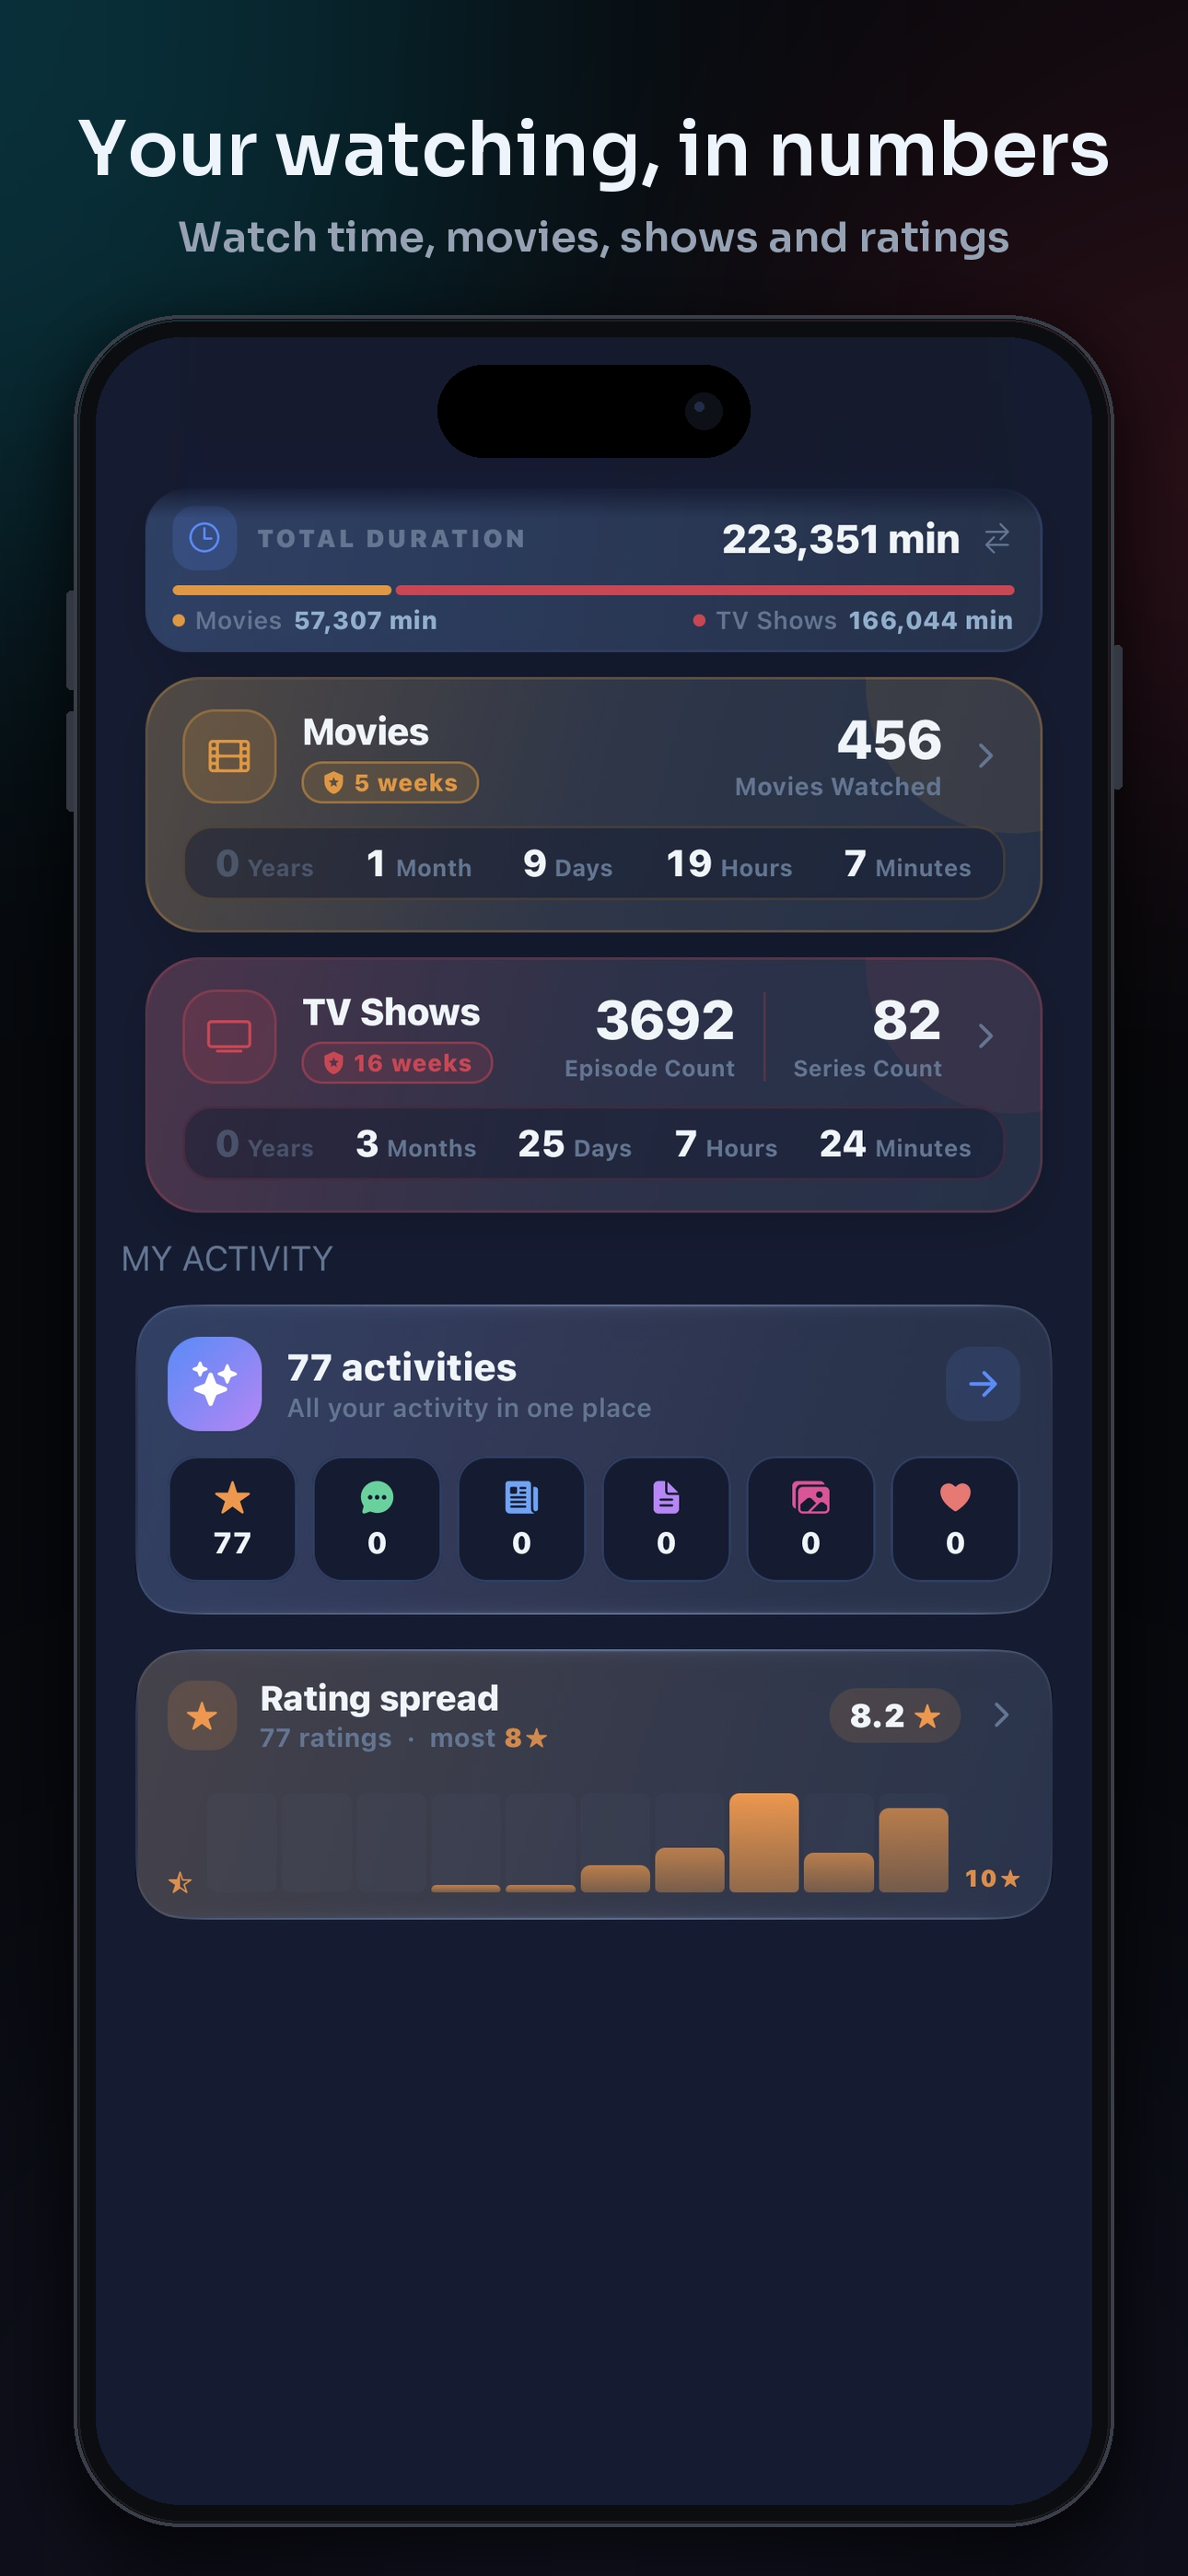 Your watching, in numbers
Watch time, movies, shows and ratings
TOTAL DURATION 223,351 min
Movies 57,307 min TV Shows 166,044 min
Movies 456
5 weeks Movies Watched
0 Years 1 Month 9 Days 19 Hours 7 Minutes
TV Shows 3692 82
16 weeks Episode Count Series Count
0 Years 3 Months 25 Days 7 Hours 24 Minutes
MY ACTIVITY
77 activities
All your activity in one place
77 0 0 0 0 0
Rating spread 8.2
77 ratings · most 8★
10★